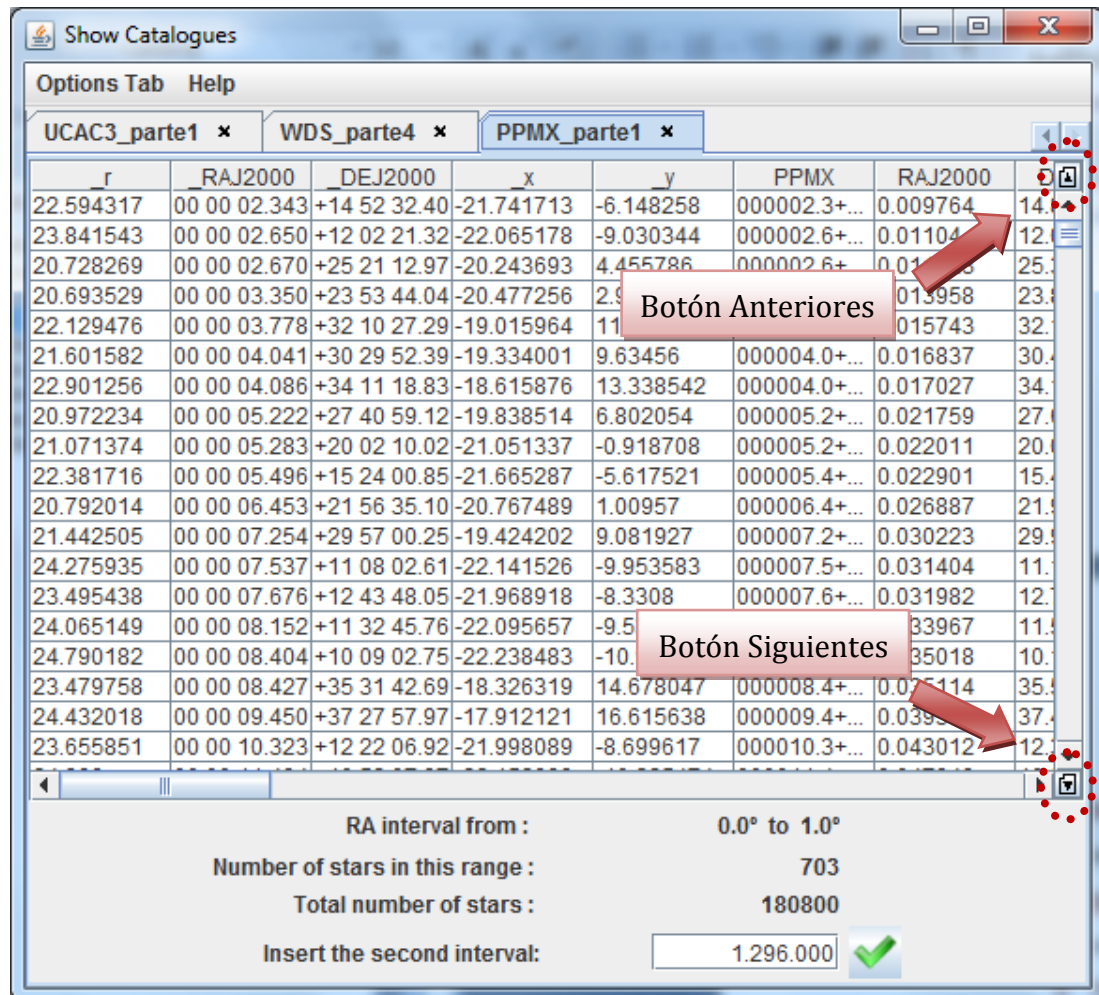 Show Catalogues
Options Tab Help
UCAC3_parte1 WDS_parte4 PPMX_parte1
_r _RAJ2000 _DEJ2000 _x _y PPMX RAJ2000
22.594317 00 00 02.343 +14 52 32.40 -21.741713 -6.148258 000002.3+... 0.009764
23.841543 00 00 02.650 +12 02 21.32 -22.065178 -9.030344 000002.6+...
20.728269 00 00 02.670 +25 21 12.97 -20.243693 4.455786 000002.6+
20.693529 00 00 03.350 +23 53 44.04 -20.477256
Botón Anteriores
22.129476 00 00 03.778 +32 10 27.29 -19.015964
21.601582 00 00 04.041 +30 29 52.39 -19.334001 9.63456 000004.0+... 0.016837 30.
22.901256 00 00 04.086 +34 11 18.83 -18.615876 13.338542 000004.0+... 0.017027 34.
20.972234 00 00 05.222 +27 40 59.12 -19.838514 6.802054 000005.2+... 0.021759 27.
21.071374 00 00 05.283 +20 02 10.02 -21.051337 -0.918708 000005.2+... 0.022011 20.
22.381716 00 00 05.496 +15 24 00.85 -21.665287 -5.617521 000005.4+... 0.022901 15.
20.792014 00 00 06.453 +21 56 35.10 -20.767489 1.00957 000006.4+... 0.026887 21.
21.442505 00 00 07.254 +29 57 00.25 -19.424202 9.081927 000007.2+... 0.030223 29.
24.275935 00 00 07.537 +11 08 02.61 -22.141526 -9.953583 000007.5+... 0.031404 11.
23.495438 00 00 07.676 +12 43 48.05 -21.968918 -8.3308 000007.6+... 0.031982 12.
24.065149 00 00 08.152 +11 32 45.76 -22.095657
Botón Siguientes
24.790182 00 00 08.404 +10 09 02.75 -22.238483
23.479758 00 00 08.427 +35 31 42.69 -18.326319 14.678047 000008.4+...
24.432018 00 00 09.450 +37 27 57.97 -17.912121 16.615638 000009.4+...
23.655851 00 00 10.323 +12 22 06.92 -21.998089 -8.699617 000010.3+... 0.043012 12.
RA interval from : 0.0° to 1.0°
Number of stars in this range : 703
Total number of stars : 180800
Insert the second interval: 1.296.000